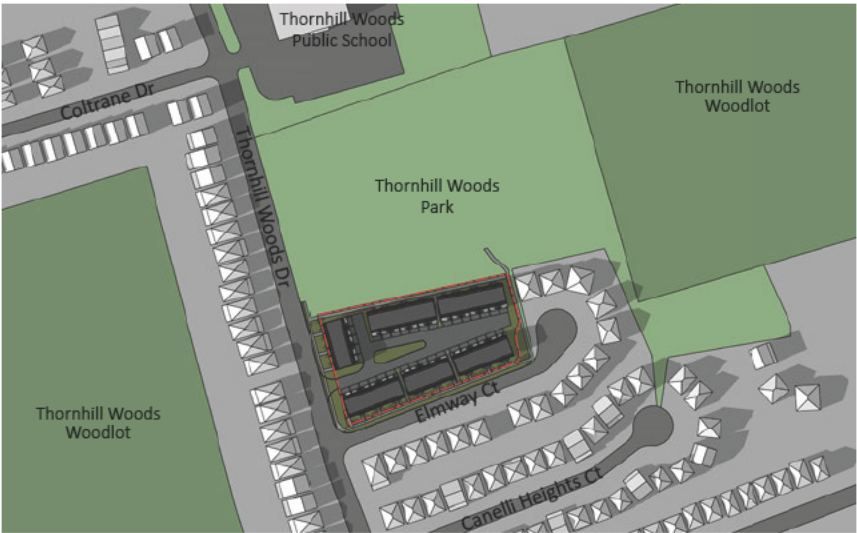 Thornhill Woods
Public School
Coltrane Dr
Thornhill Woods
Woodlot
Thornhill Woods Dr
Thornhill Woods
Park
Elmway Ct
Thornhill Woods
Woodlot
Canelli Heights Ct